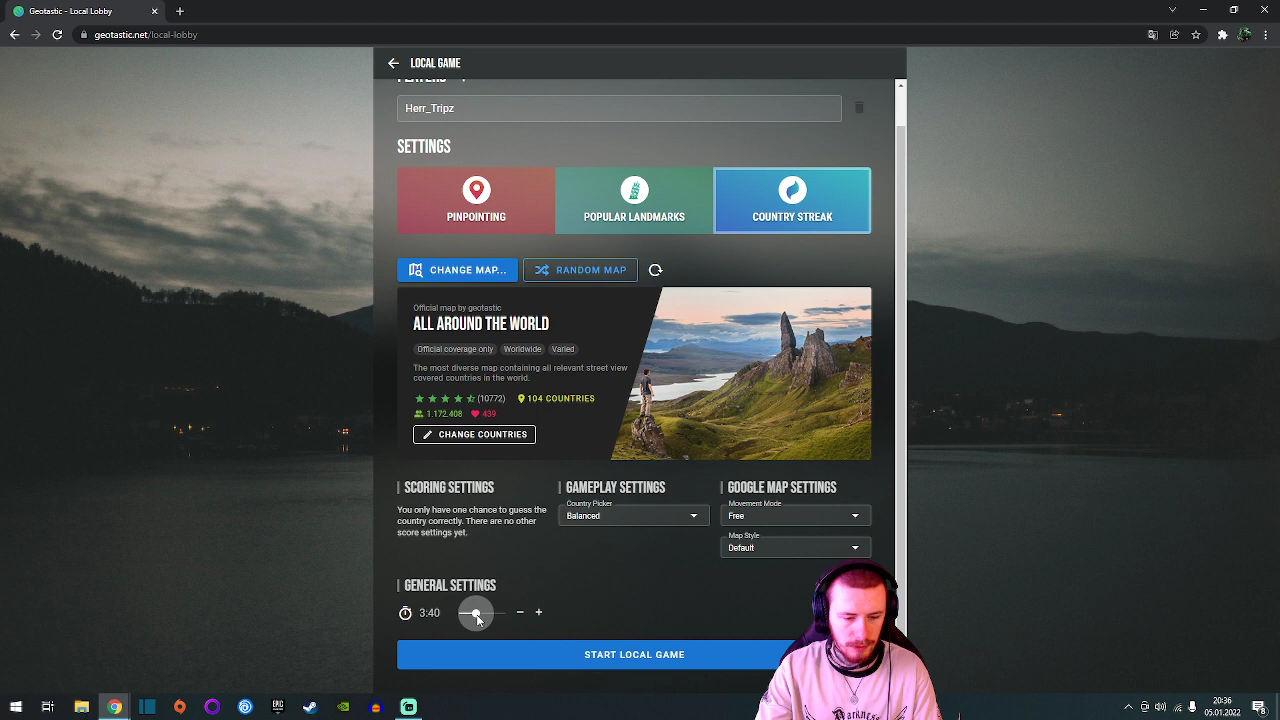 Geotastic - Local Lobby
geotastic.net/local-lobby
LOCAL GAME
PLAYERS
Herr_Tripz
SETTINGS
PINPOINTING
POPULAR LANDMARKS
COUNTRY STREAK
CHANGE MAP...
RANDOM MAP
Official map by geotastic
ALL AROUND THE WORLD
Official coverage only
Worldwide
Varied
The most diverse map containing all relevant street view
covered countries in the world.
(10772)
104 COUNTRIES
1.172.408
439
CHANGE COUNTRIES
SCORING SETTINGS
You only have one chance to guess the
country correctly. There are no other
score settings yet.
GAMEPLAY SETTINGS
Country Picker
Balanced
GOOGLE MAP SETTINGS
Movement Mode
Free
Map Style
Default
GENERAL SETTINGS
3:40
START LOCAL GAME
EPIC
20:36
05.01.2022